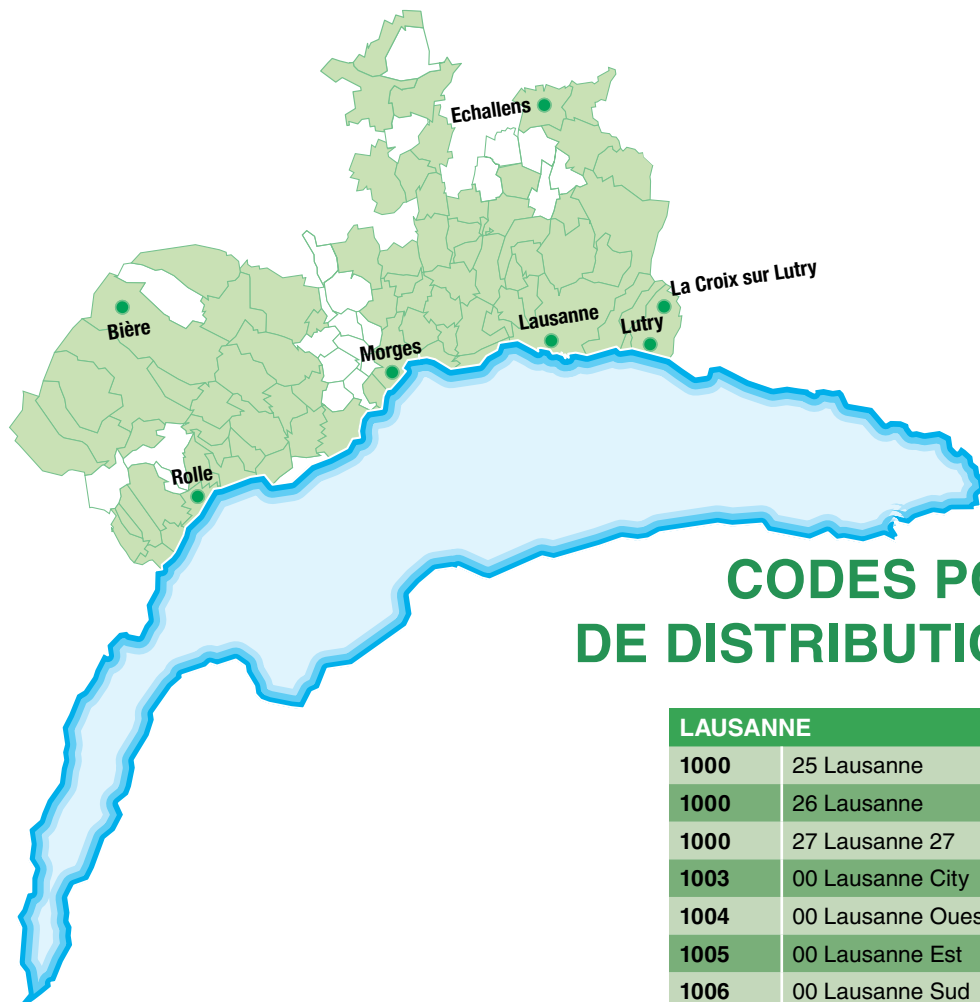 Echallens
La Croix sur Lutry
Bière
Lausanne
Lutry
Morges
Rolle
CODES PO
DE DISTRIBUTIO
LAUSANNE
1000 25 Lausanne
1000 26 Lausanne
1000 27 Lausanne 27
1003 00 Lausanne City
1004 00 Lausanne Oues
1005 00 Lausanne Est
1006 00 Lausanne Sud